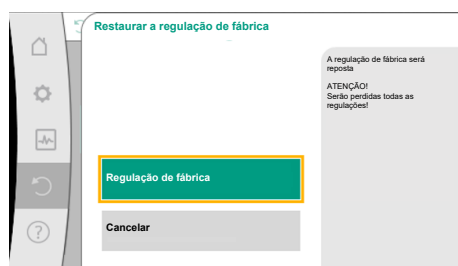 Restaurar a regulação de fábrica
A regulação de fábrica será
reposta
ATENÇÃO!
Serão perdidas todas as
regulações!
Regulação de fábrica
Cancelar
?